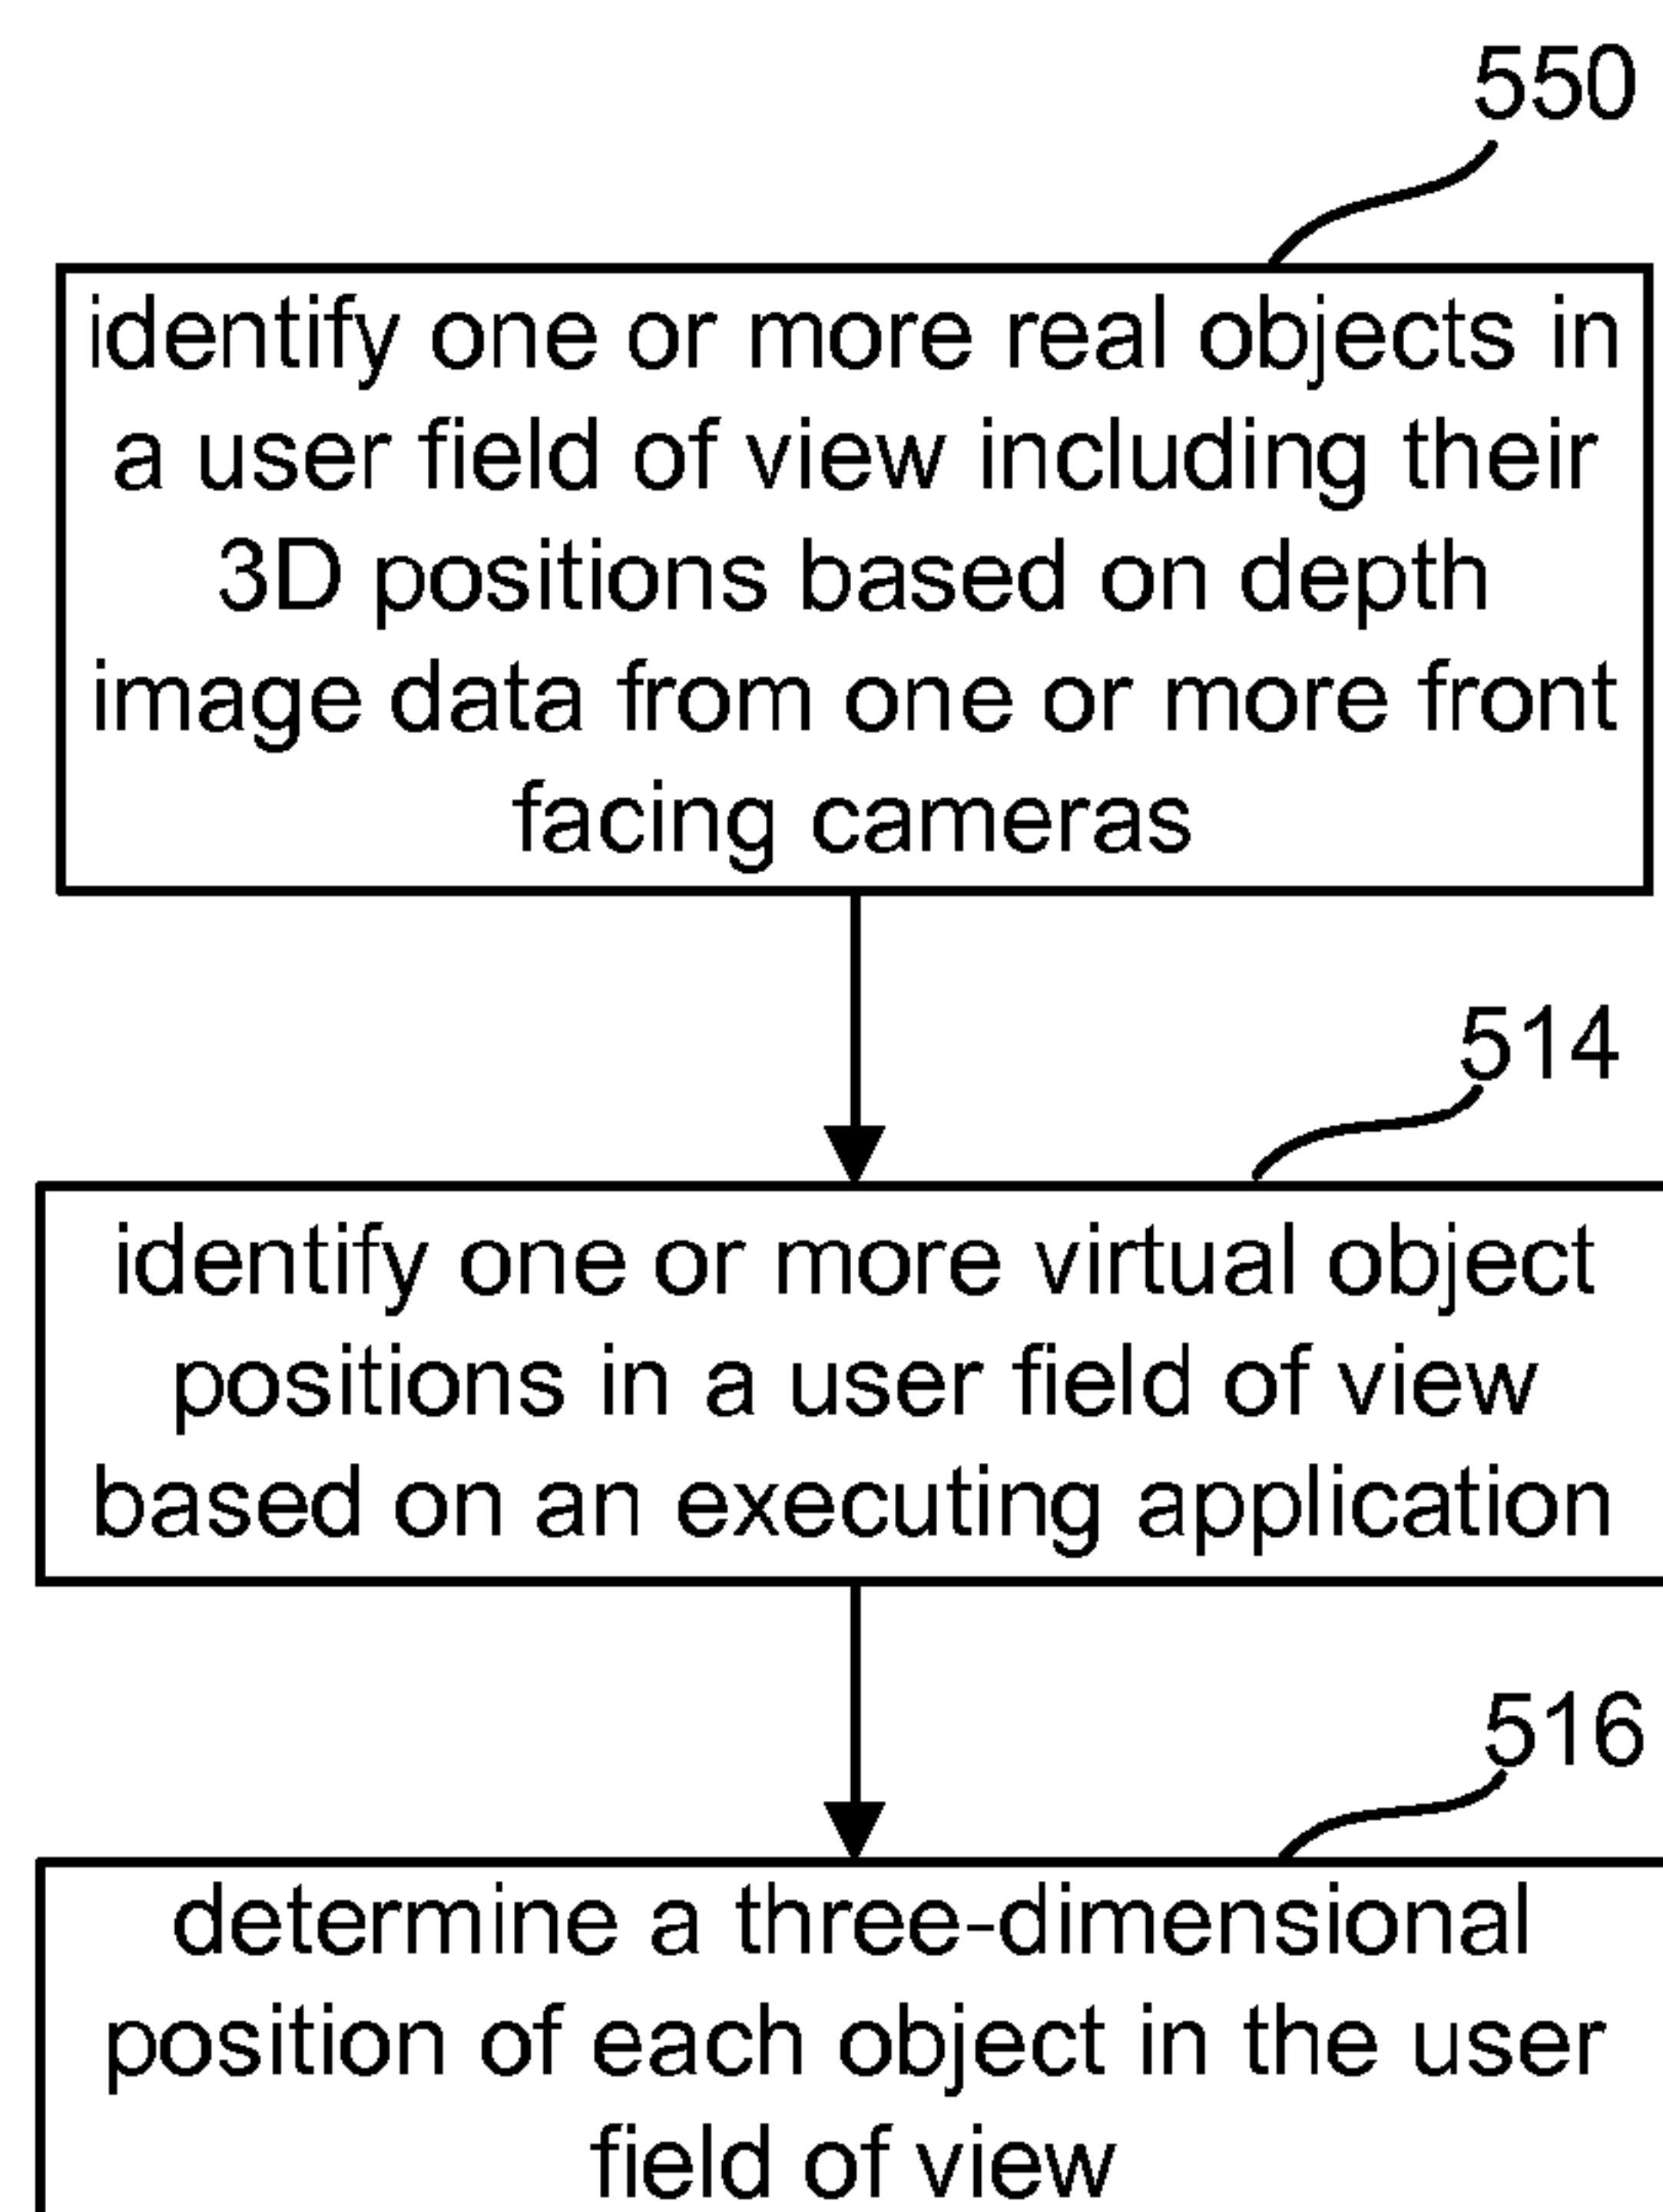 550
identify one or more real objects in
a user field of view including their
3D positions based on depth
image data from one or more front
facing cameras
514
identify one or more virtual object
positions in a user field of view
based on an executing application
516
determine a three-dimensional
position of each object in the user
field of view